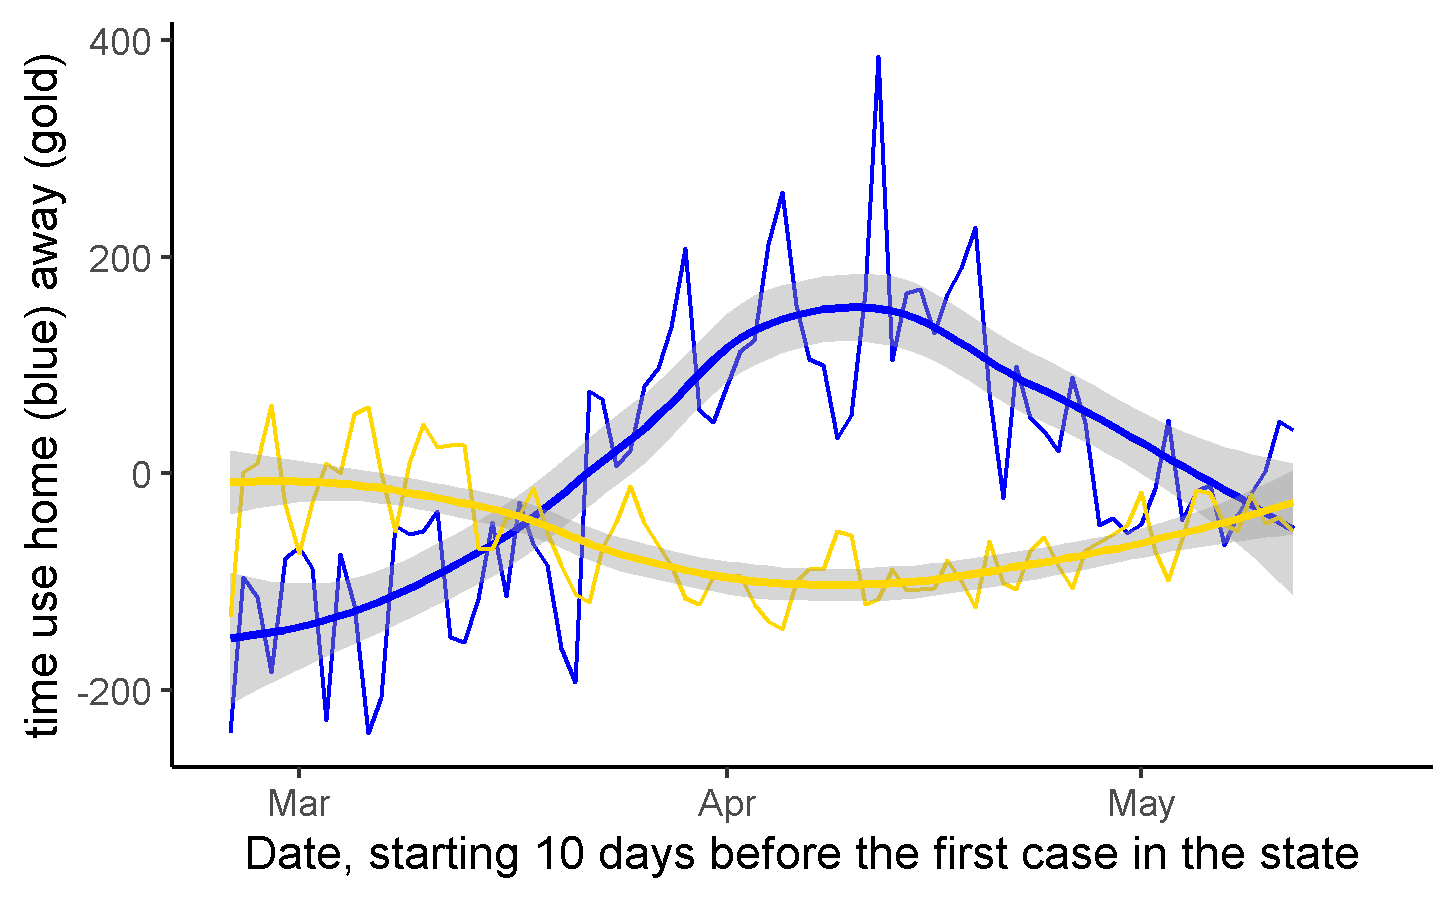 time use home (blue) away (gold)
400
200
0
-200
Mar Apr May
Date, starting 10 days before the first case in the state